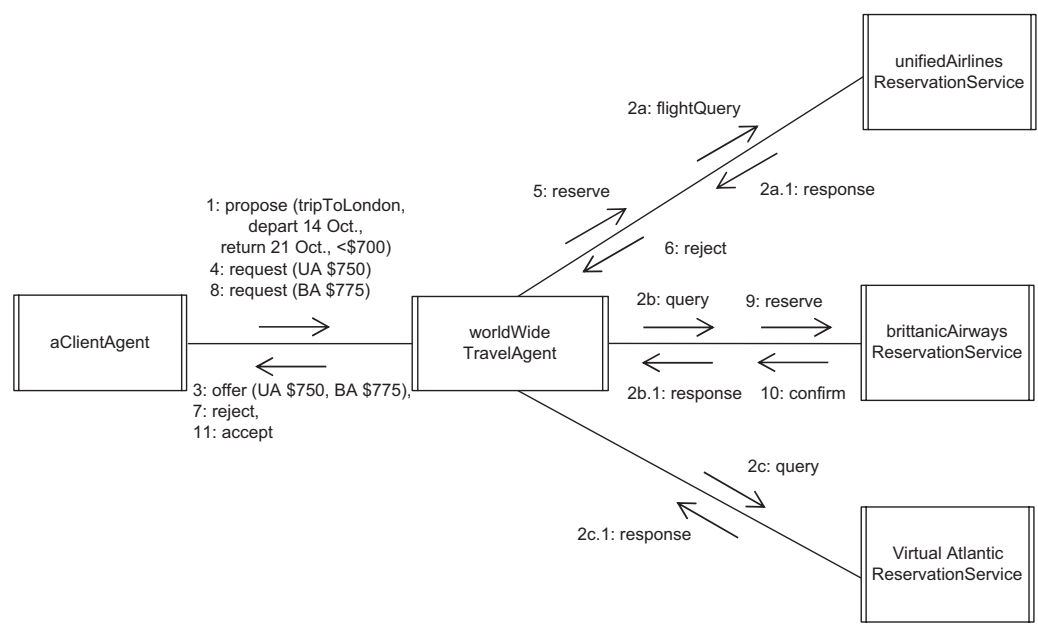 unifiedAirlines
ReservationService
2a: flightQuery
2a.1: response
5: reserve
6: reject
1: propose (tripToLondon,
depart 14 Oct.,
return 21 Oct., <$700)
4: request (UA $750)
8: request (BA $775)
aClientAgent
3: offer (UA $750, BA $775),
7: reject,
11: accept
worldWide
TravelAgent
2b: query
9: reserve
2b.1: response
10: confirm
brittanicAirways
ReservationService
2c: query
2c.1: response
Virtual Atlantic
ReservationService